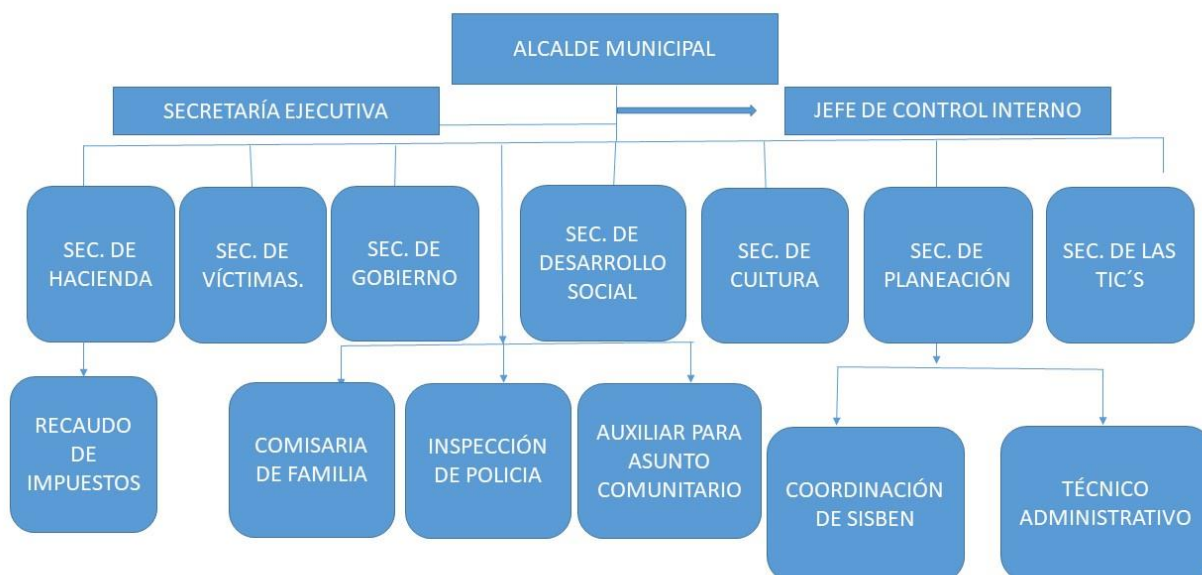 ALCALDE MUNICIPAL
SECRETARÍA EJECUTIVA
JEFE DE CONTROL INTERNO
SEC. DE
HACIENDA
SEC. DE
VÍCTIMAS.
SEC. DE
GOBIERNO
SEC. DE
DESARROLLO
SOCIAL
SEC. DE
CULTURA
SEC. DE
PLANEACIÓN
SEC. DE LAS
TIC´S
RECAUDO
DE
IMPUESTOS
COMISARIA
DE FAMILIA
INSPECCIÓN
DE POLICIA
AUXILIAR PARA
ASUNTO
COMUNITARIO
COORDINACIÓN
DE SISBEN
TÉCNICO
ADMINISTRATIVO